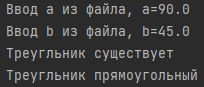 Ввод a из файла, a=90.0
Ввод b из файла, b=45.0
Треугльник существует
Треугльник прямоугольный